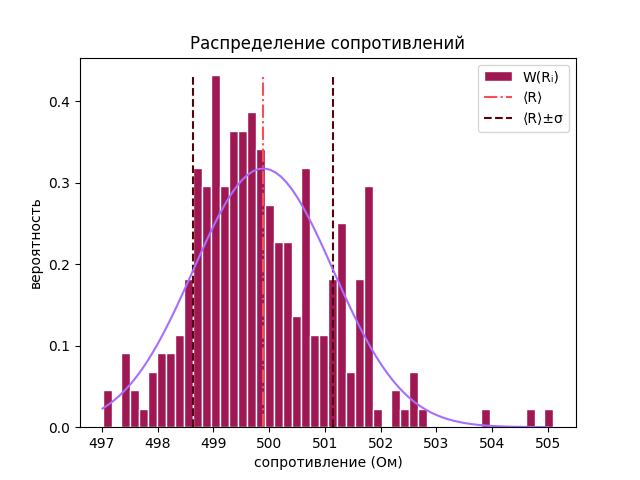 Распределение сопротивлений
W(Rᵢ)
⟨R⟩
⟨R⟩±σ
вероятность
0.4
0.3
0.2
0.1
0.0
497 498 499 500 501 502 503 504 505
сопротивление (Ом)